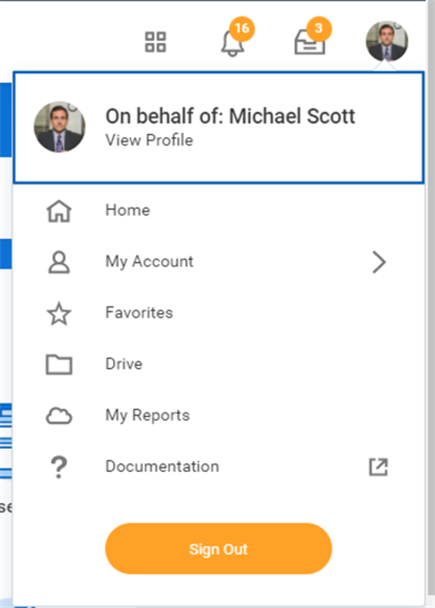 16
3
On behalf of: Michael Scott
View Profile
Home
My Account
Favorites
Drive
My Reports
Documentation
se
Sign Out